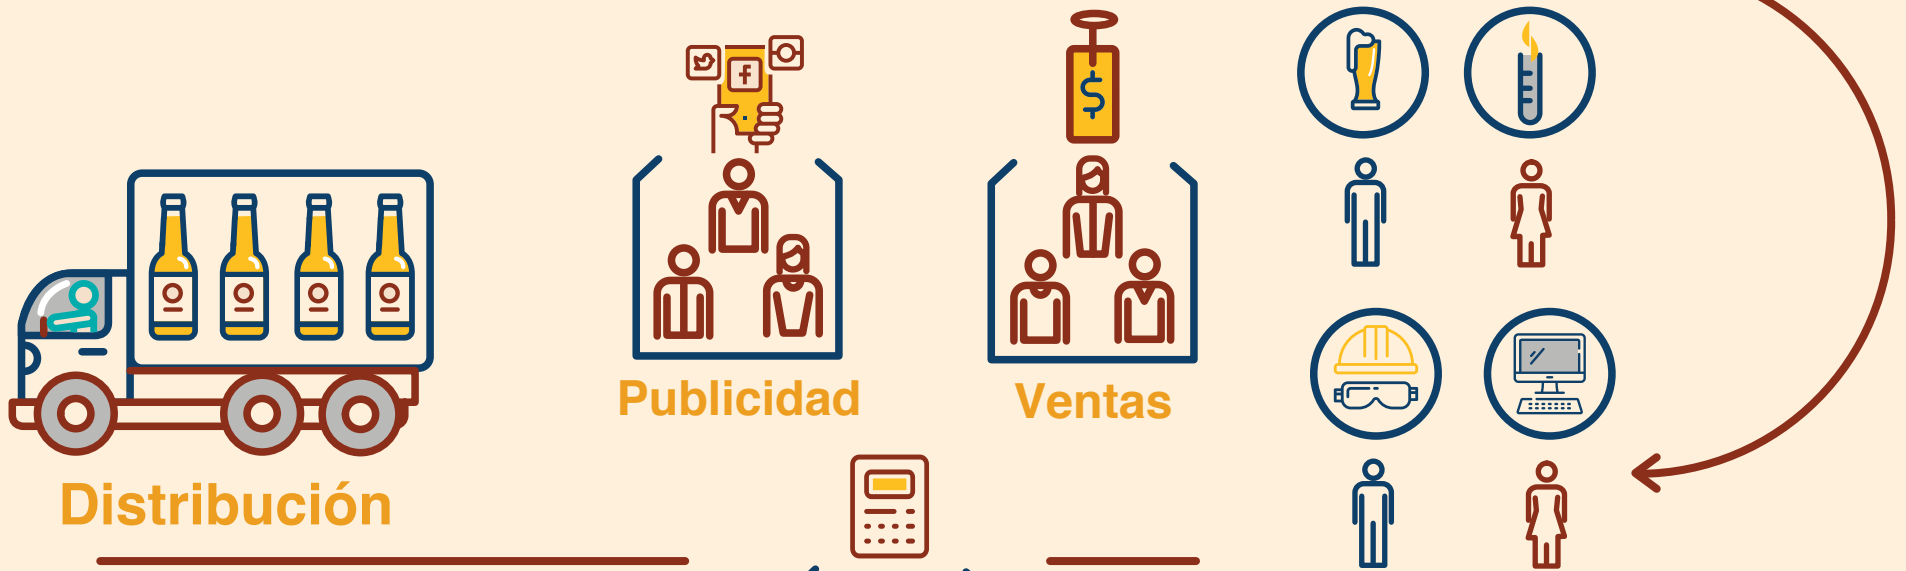 $
f
Publicidad
Ventas
Distribución